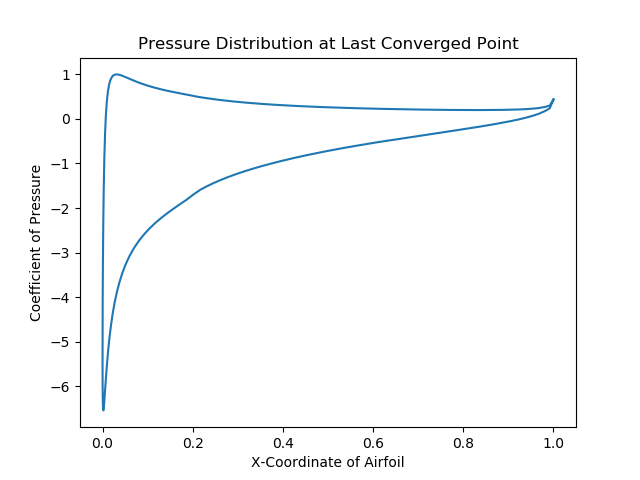 Pressure Distribution at Last Converged Point
1
0
−1
−2
−3
−4
−5
−6
Coefficient of Pressure
0.0 0.2 0.4 0.6 0.8 1.0
X-Coordinate of Airfoil